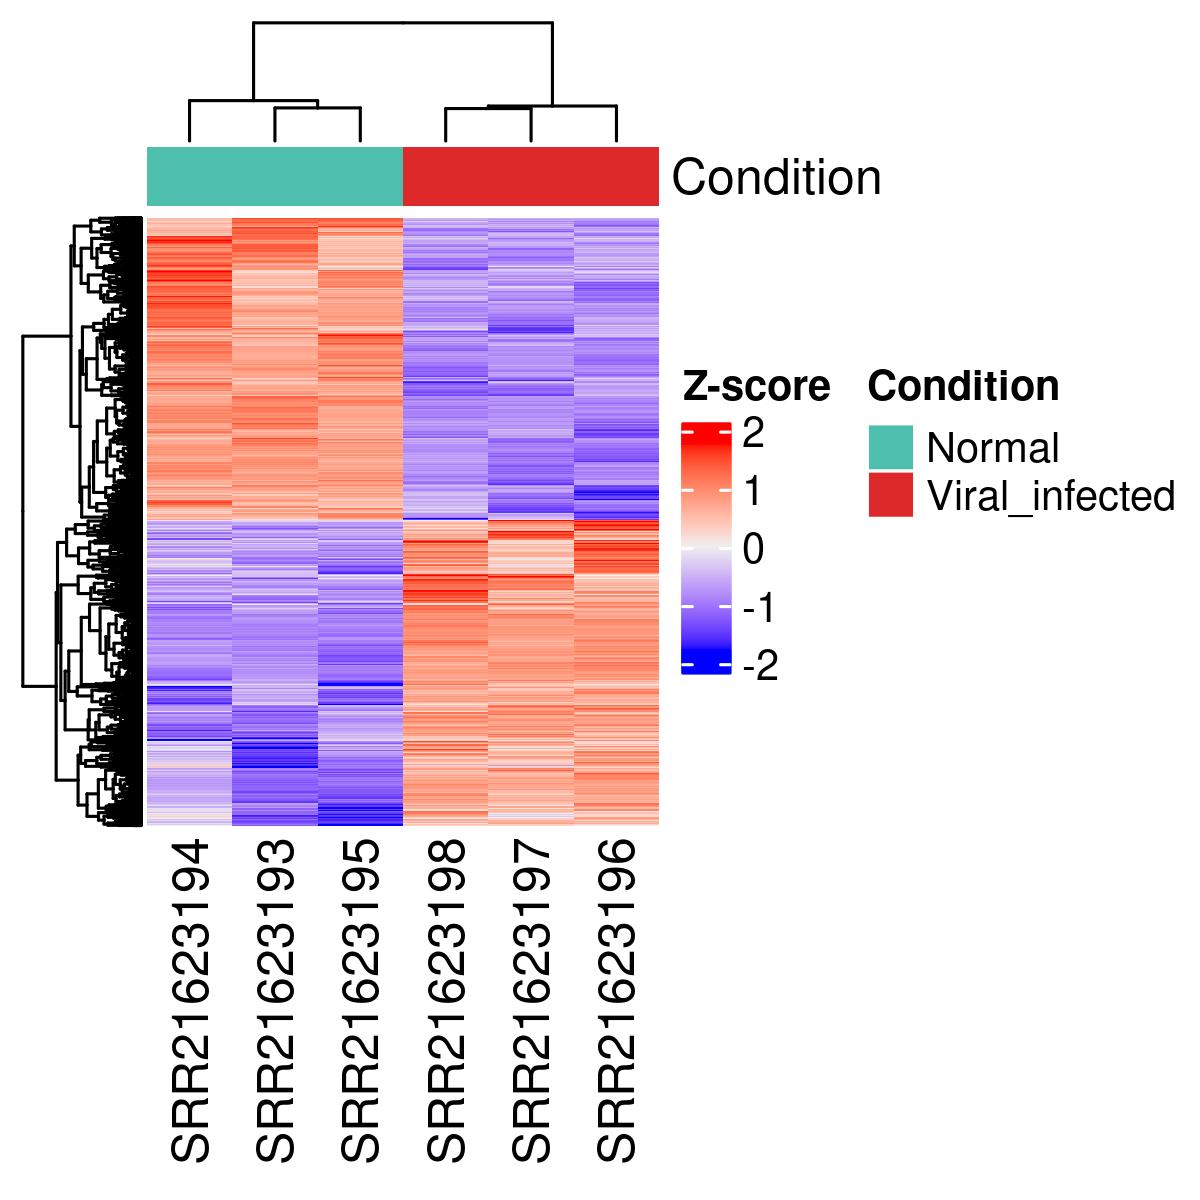 Condition
Z-score
2
1
0
-1
-2
Condition
Normal
Viral_infected
SRR21623194
SRR21623193
SRR21623195
SRR21623198
SRR21623197
SRR21623196